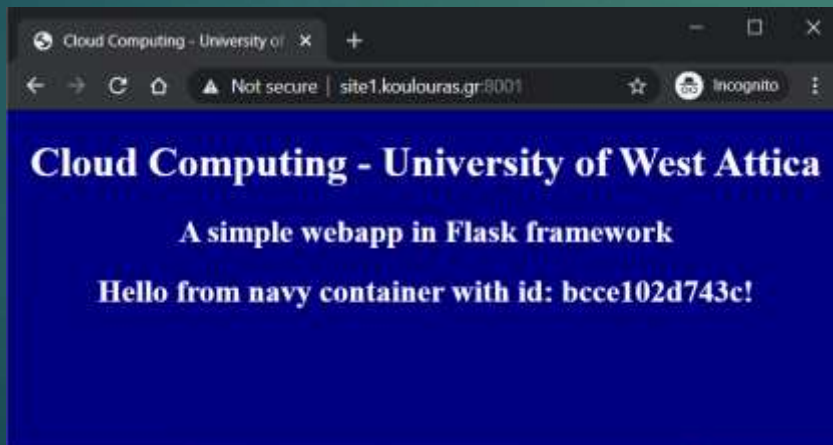 Cloud Computing - University of
Not secure | site1.koulouras.gr:8001
Incognito
Cloud Computing - University of West Attica
A simple webapp in Flask framework
Hello from navy container with id: bcce102d743c!